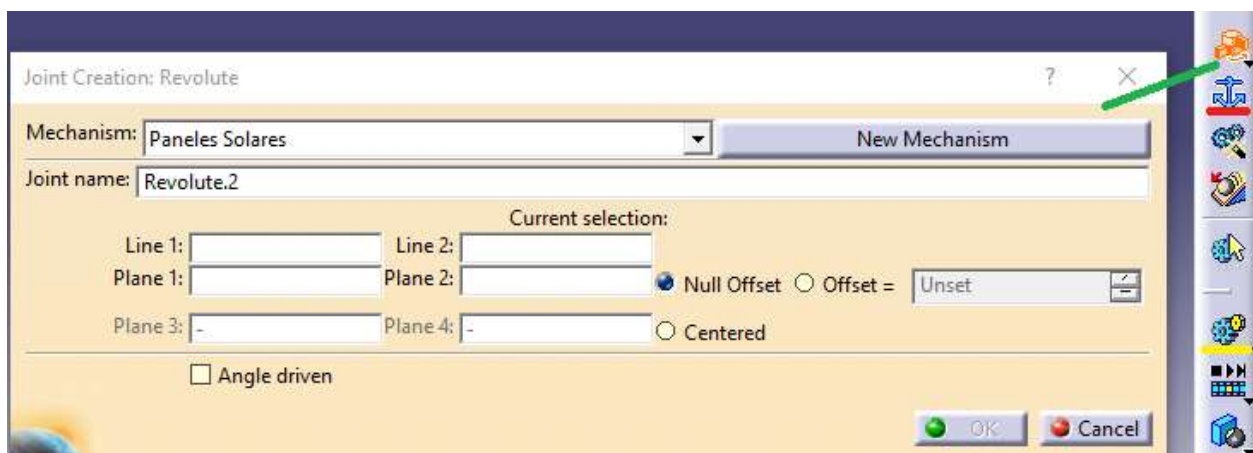 Joint Creation: Revolute ?
Mechanism: Paneles Solares New Mechanism
Joint name: Revolute.2
Current selection:
Line 1: Line 2:
Plane 1: Plane 2: Null Offset Offset = Unset
Plane 3: - Plane 4: - Centered
Angle driven
OK Cancel